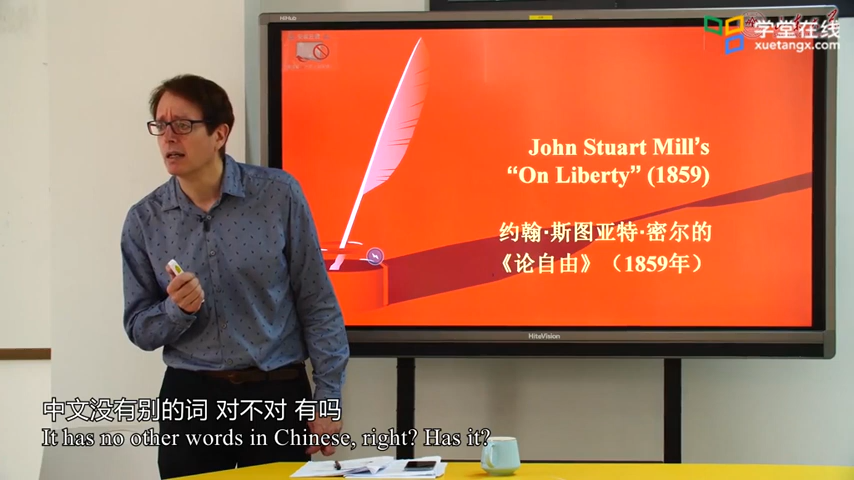 HiHub
学堂在线
xuetangx.com
John Stuart Mill’s
“On Liberty” (1859)
约翰·斯图亚特·密尔的
《论自由》（1859年）
HiteVision
中文没有别的词 对不对 有吗
It has no other words in Chinese, right? Has it?